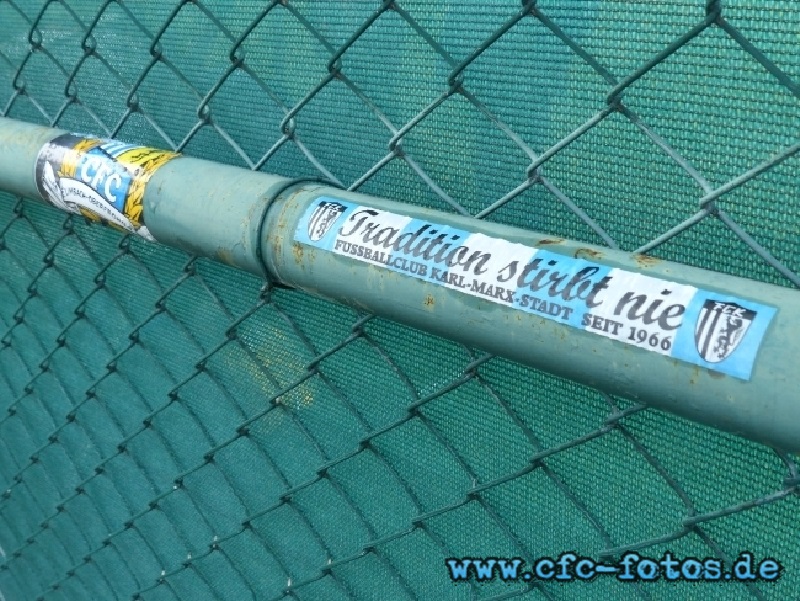 CFC
Tradition stirbt nie
FUSSBALLCLUB KARL-MARX-STADT SEIT 1966
www.cfc-fotos.de